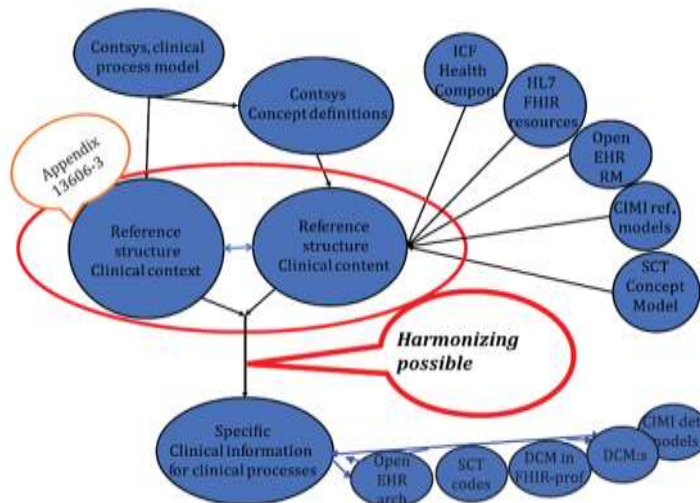 Contsys, clinical
process model
Contsys
Concept definitions
ICF
Health
Compon
HL7
FHIR
resources
Open
EHR
RM
CIMI ref,
models
SCT
Concept
Model
Appendix
13606-3
Reference
structure
Clinical context
Reference
structure
Clinical content
Harmonizing
possible
Specific
Clinical information
for clinical processes
Open
EHR
arch
SCT
codes
DCM in
FHIR-prof
DCM:s
CIMI det
models